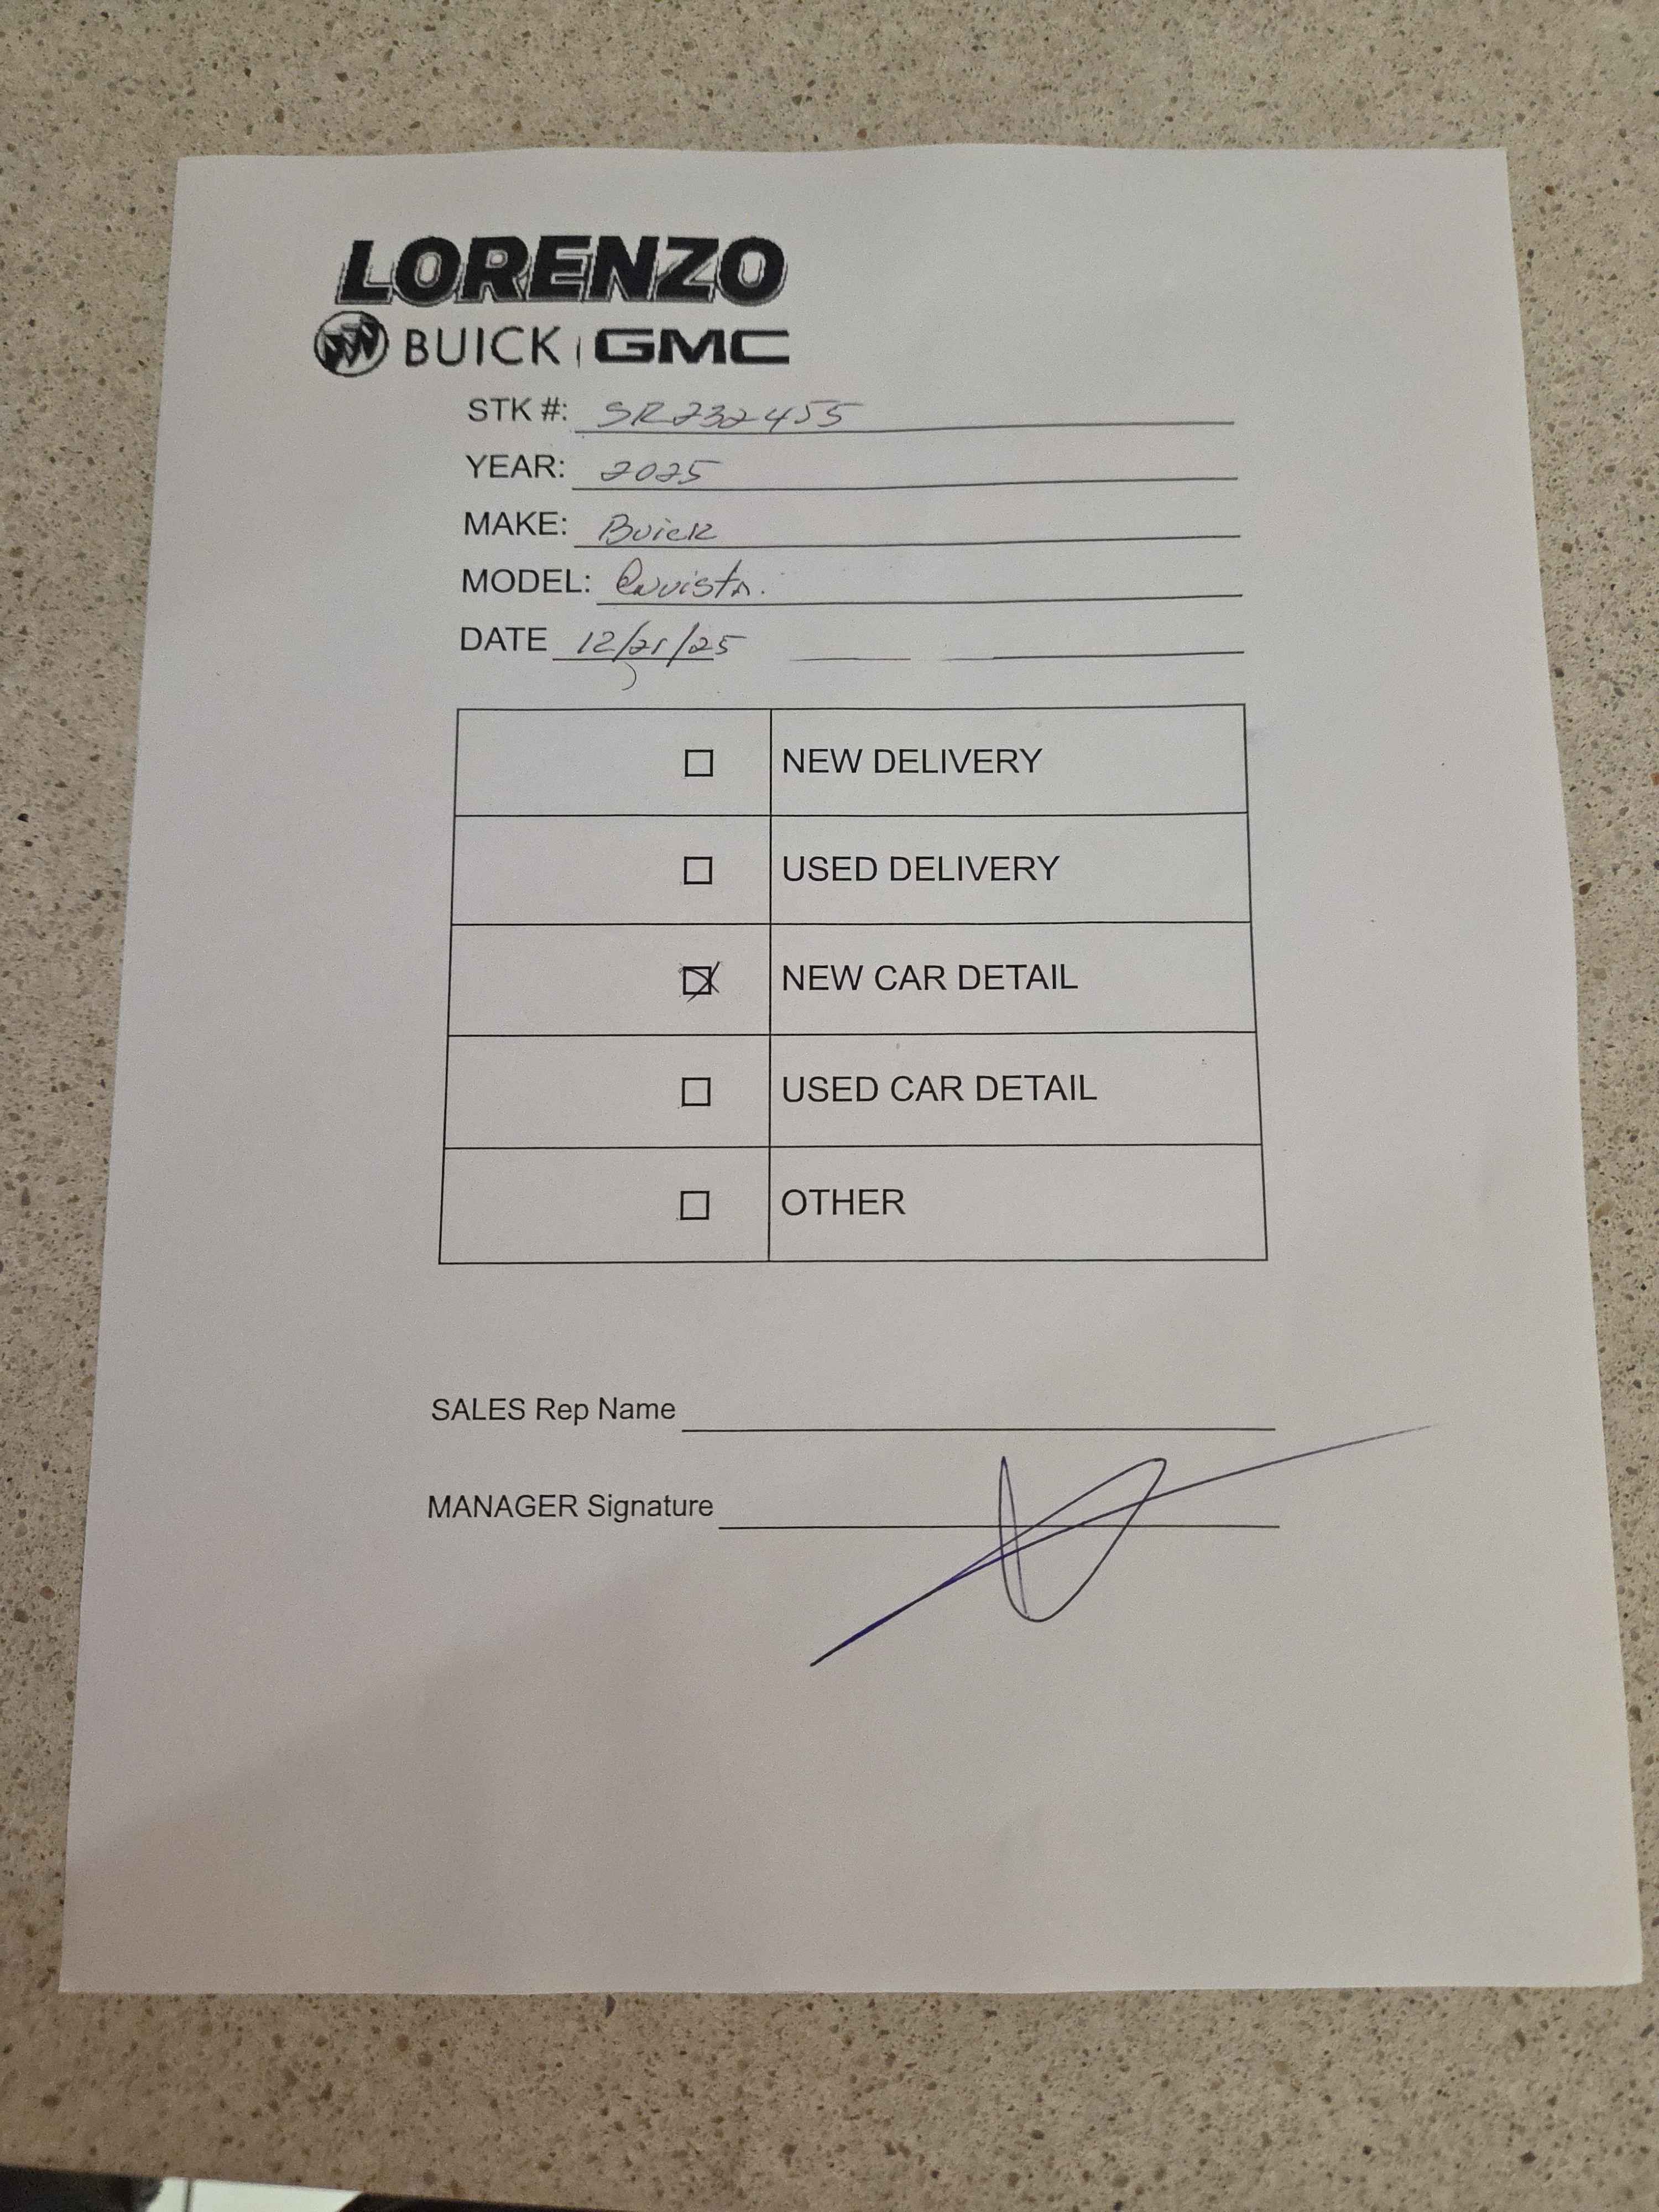 LORENZO
BUICK | GMC
STK #: SR232455
YEAR: 2025
MAKE: Buick
MODEL: Envista.
DATE 12/21/25
NEW DELIVERY
USED DELIVERY
NEW CAR DETAIL
USED CAR DETAIL
OTHER
SALES Rep Name
MANAGER Signature